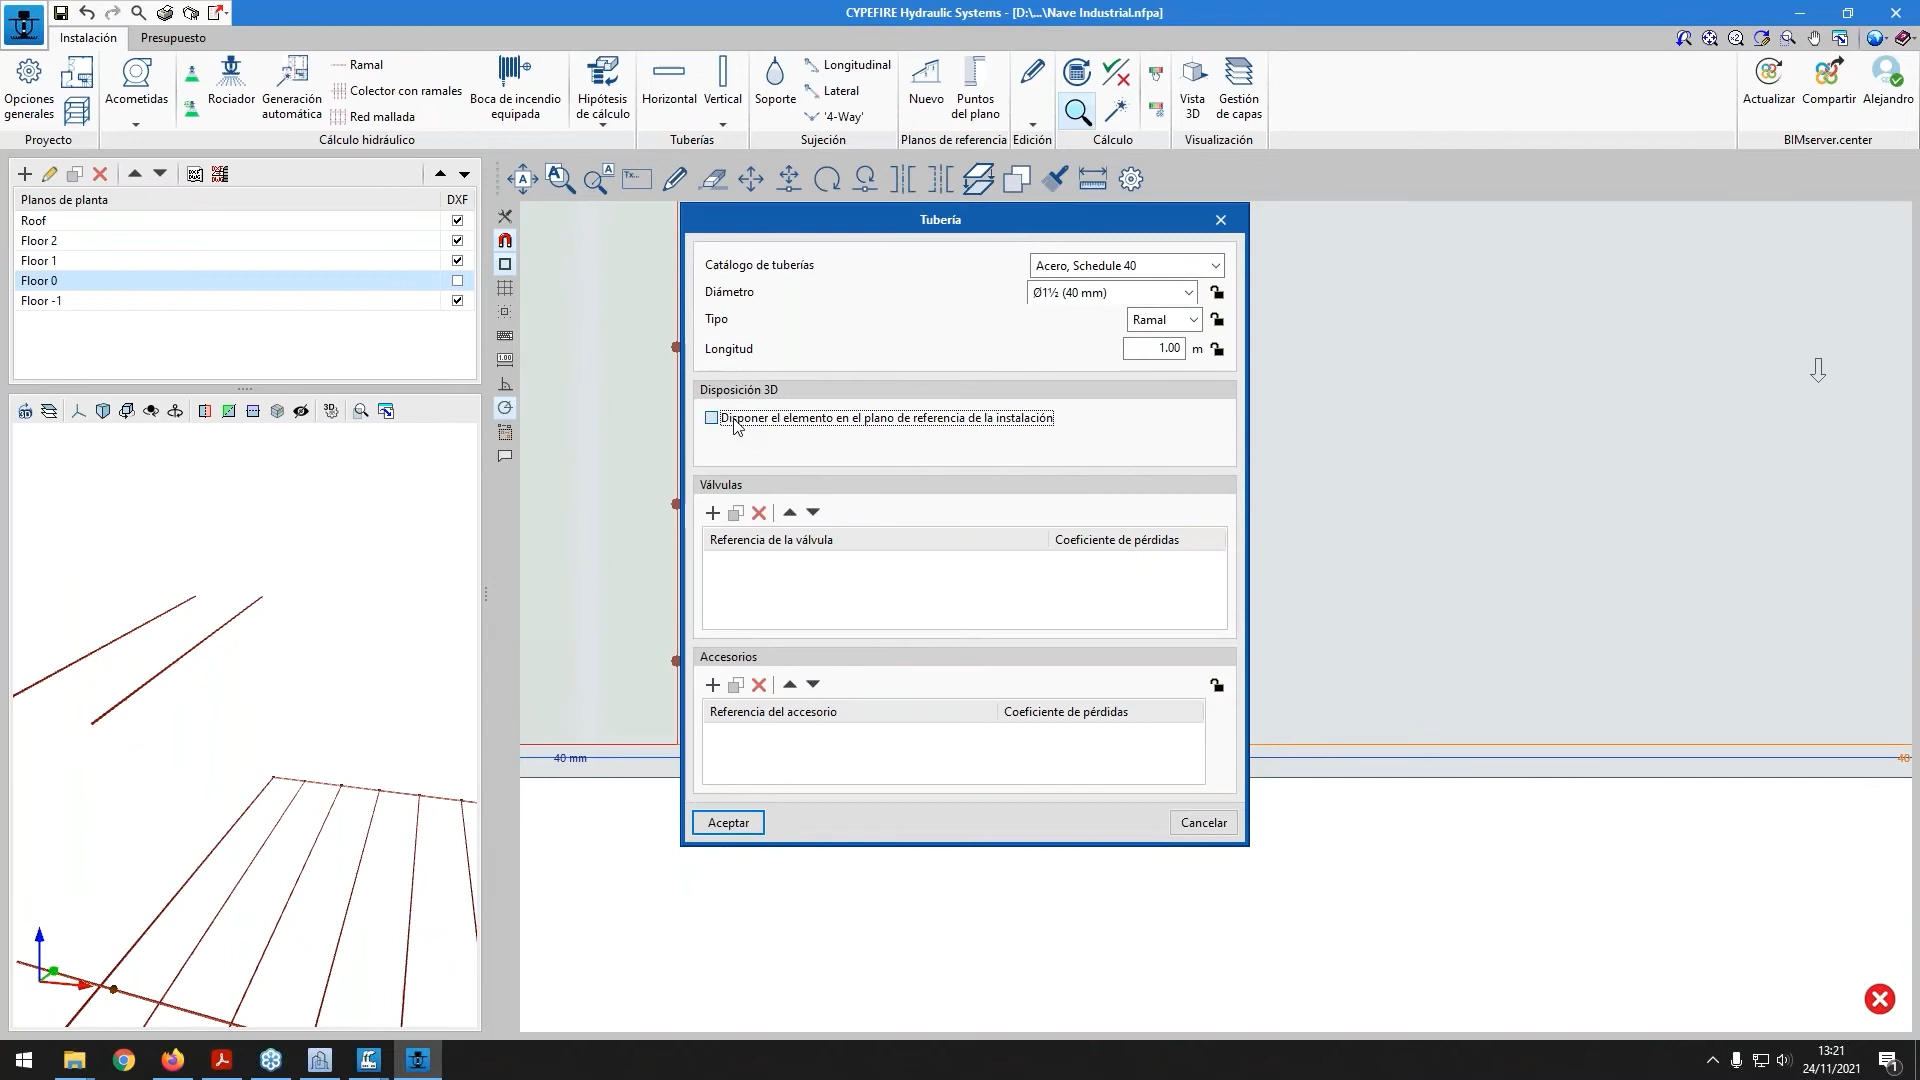 CYPEFIRE Hydraulic Systems - [D:\...\Nave Industrial.nfpa]
Instalación
Presupuesto
Opciones generales
Acometidas
Rociador
Generación automática
Ramal
Colector con ramales
Red mallada
Boca de incendio equipada
Hipótesis de cálculo
Horizontal
Vertical
Soporte
Longitudinal
Lateral
'4-Way'
Nuevo
Puntos del plano
Vista 3D
Gestión de capas
Actualizar
Compartir
Alejandro
Proyecto
Cálculo hidráulico
Tuberías
Sujeción
Planos de referencia
Edición
Cálculo
Visualización
BIMserver.center
Planos de planta
DXF
Roof
Floor 2
Floor 1
Floor 0
Floor -1
Tubería
Catálogo de tuberías
Acero, Schedule 40
Diámetro
Ø1½ (40 mm)
Tipo
Ramal
Longitud
1.00
m
Disposición 3D
Disponer el elemento en el plano de referencia de la instalación
Válvulas
Referencia de la válvula
Coeficiente de pérdidas
Accesorios
Referencia del accesorio
Coeficiente de pérdidas
Aceptar
Cancelar
40 mm
40
13:21
24/11/2021